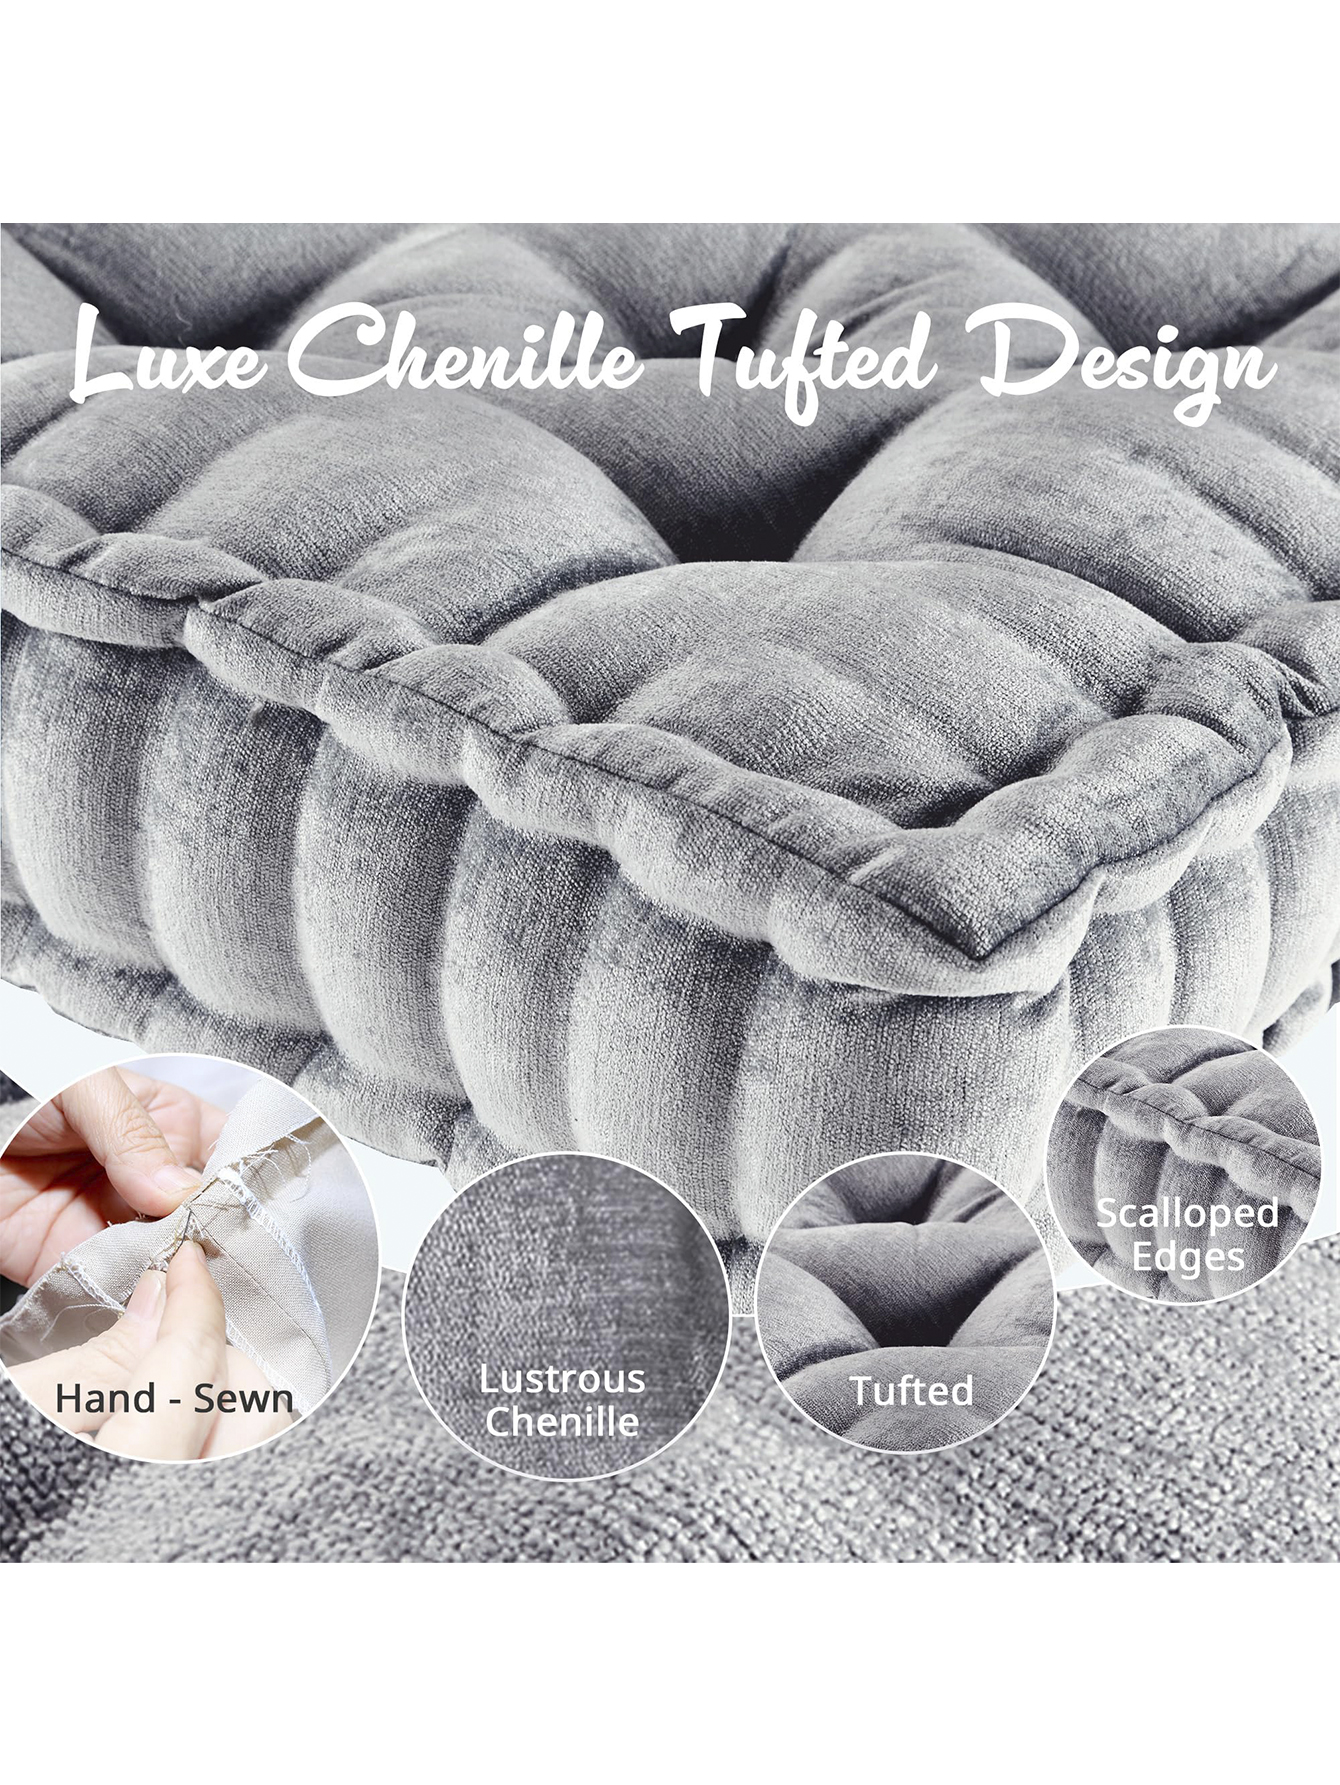 Luxe Chenille Tufted Design
Hand - Sewn
Lustrous
Chenille
Tufted
Scalloped
Edges